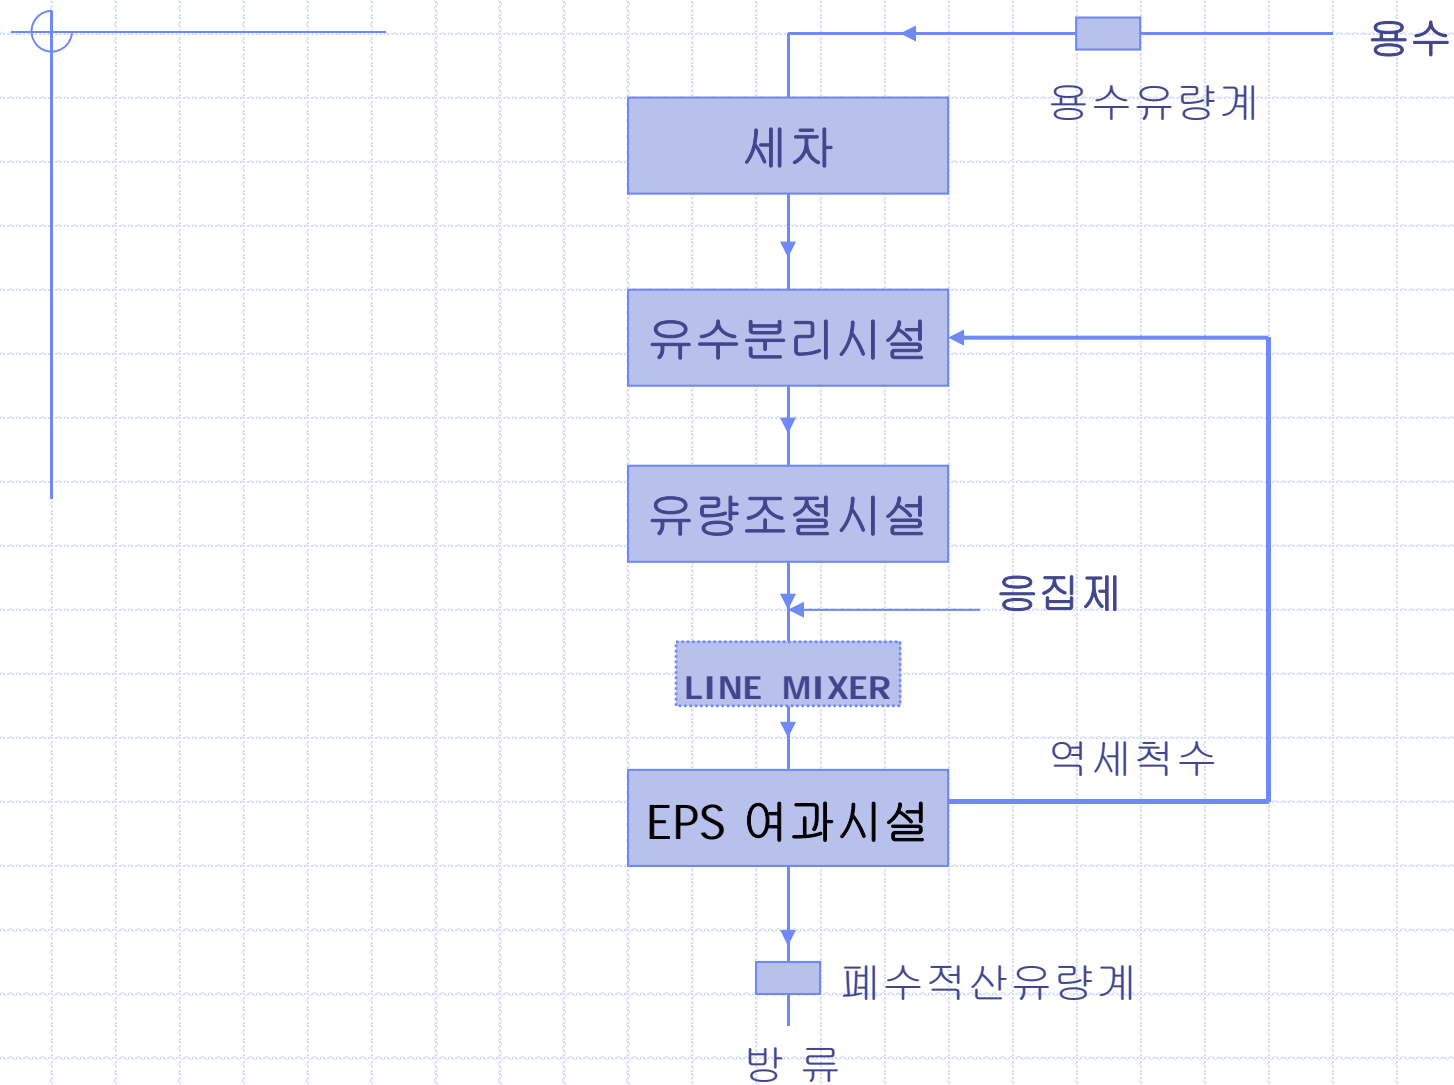 용수
용수유량계
세차
유수분리시설
유량조절시설
응집제
LINE MIXER
역세척수
EPS 여과시설
폐수적산유량계
방 류